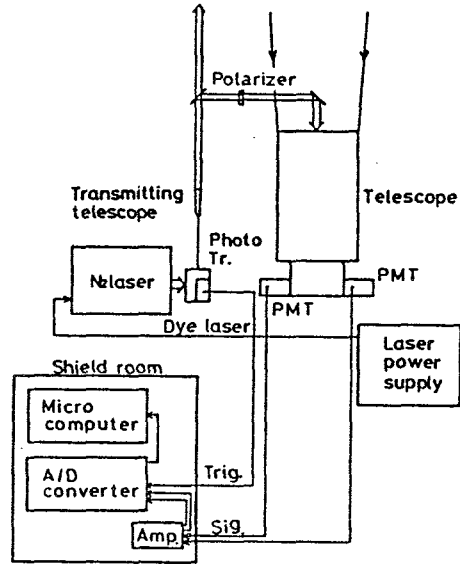 Polarizer
Transmitting
telescope
Telescope
Photo
Tr.
N2laser
PMT
PMT
Dye laser
Laser
power
supply
Shield room
Micro
computer
A/D
converter
Trig.
Amp.
Sig.